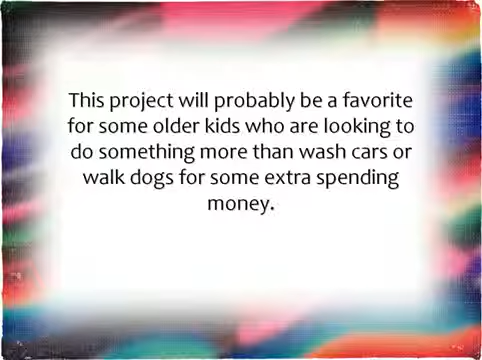 This project will probably be a favorite
for some older kids who are looking to
do something more than wash cars or
walk dogs for some extra spending
money.